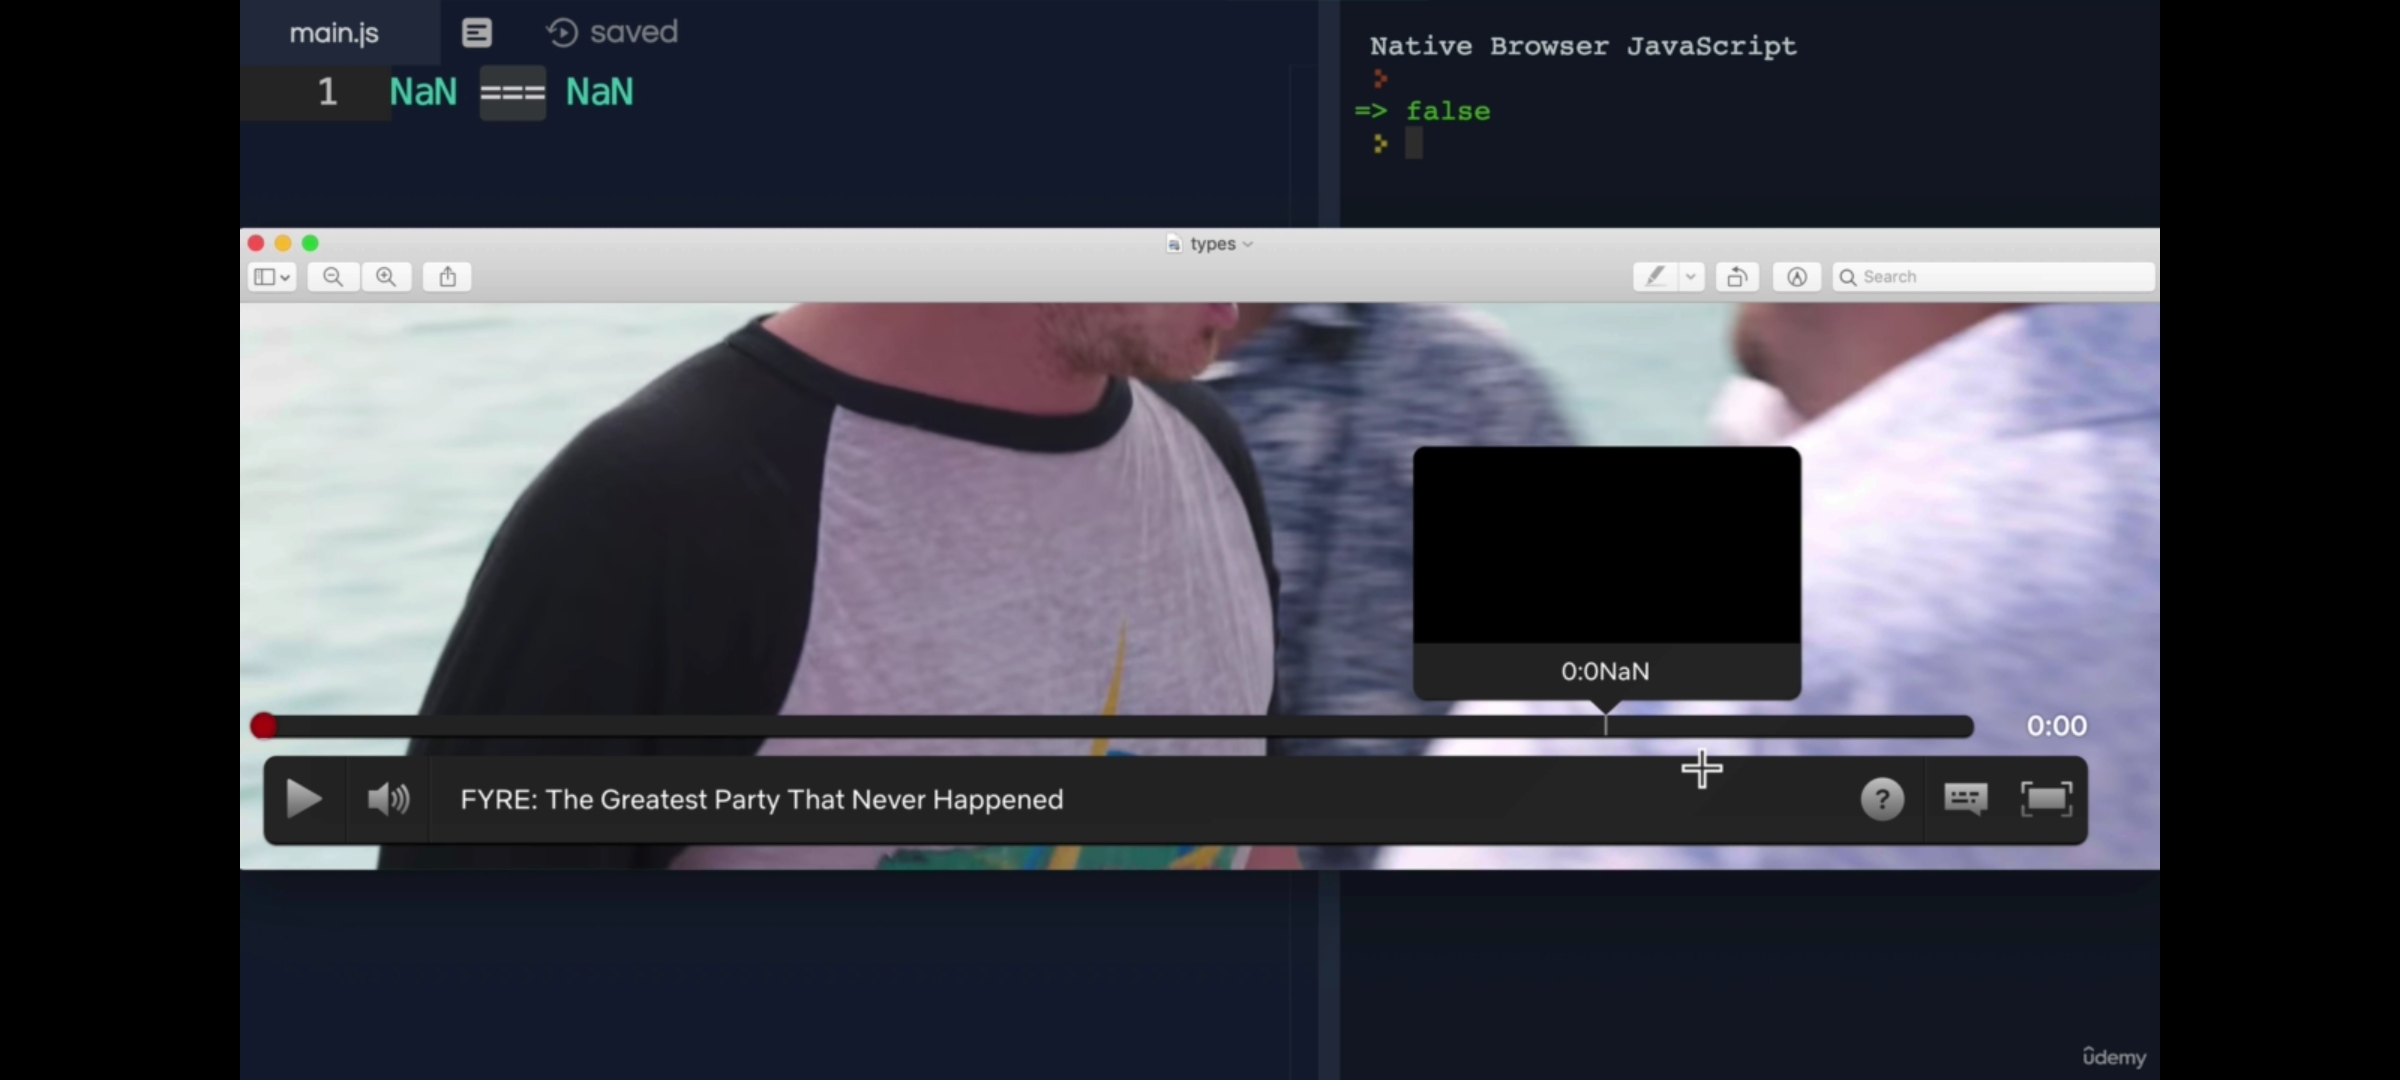 main.js saved
1 NaN === NaN
Native Browser JavaScript
=> false
types
Search
0:0NaN
0:00
FYRE: The Greatest Party That Never Happened
?
ûdemy